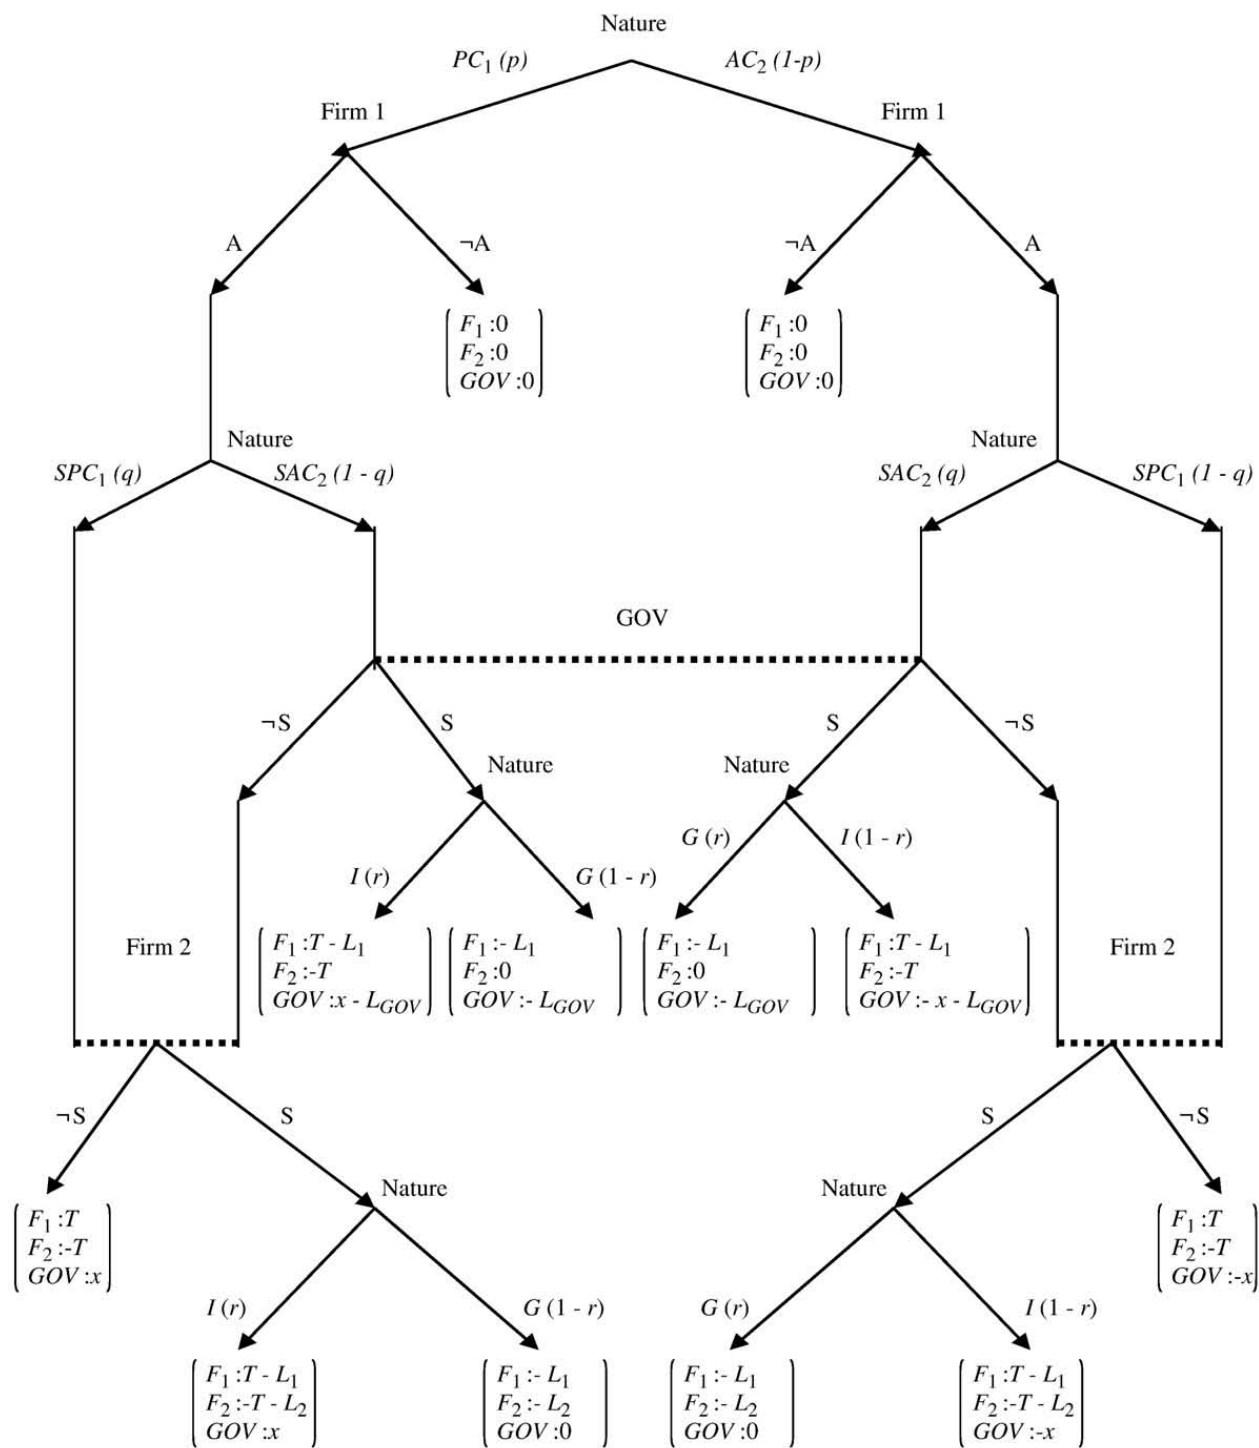 Nature
PC1 (p)
AC2 (1-p)
Firm 1
Firm 1
A
¬A
¬A
A
F1 :0
F2 :0
GOV :0
F1 :0
F2 :0
GOV :0
Nature
Nature
SPC1 (q)
SAC2 (1 - q)
SAC2 (q)
SPC1 (1 - q)
GOV
¬S
S
S
¬S
Nature
Nature
I (r)
G (1 - r)
G (r)
I (1 - r)
Firm 2
Firm 2
F1 :T - L1
F2 :-T
GOV :x - LGOV
F1 :- L1
F2 :0
GOV :- LGOV
F1 :- L1
F2 :0
GOV :- LGOV
F1 :T - L1
F2 :-T
GOV :- x - LGOV
¬S
S
S
¬S
Nature
Nature
F1 :T
F2 :-T
GOV :x
F1 :T
F2 :-T
GOV :-x
I (r)
G (1 - r)
G (r)
I (1 - r)
F1 :T - L1
F2 :-T - L2
GOV :x
F1 :- L1
F2 :- L2
GOV :0
F1 :- L1
F2 :- L2
GOV :0
F1 :T - L1
F2 :-T - L2
GOV :-x